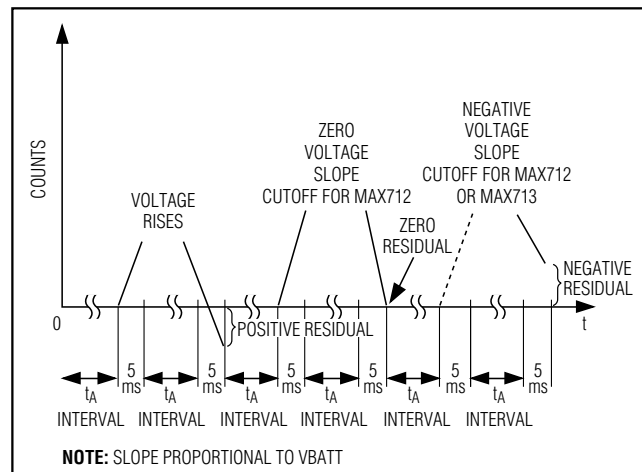 COUNTS
VOLTAGE
RISES
ZERO
VOLTAGE
SLOPE
CUTOFF FOR MAX712
NEGATIVE
VOLTAGE
SLOPE
CUTOFF FOR MAX712
OR MAX713
ZERO
RESIDUAL
NEGATIVE
RESIDUAL
0
POSITIVE RESIDUAL
t
tA
INTERVAL
5
ms
tA
INTERVAL
5
ms
tA
INTERVAL
5
ms
tA
INTERVAL
5
ms
tA
INTERVAL
5
ms
tA
INTERVAL
5
ms
NOTE: SLOPE PROPORTIONAL TO VBATT